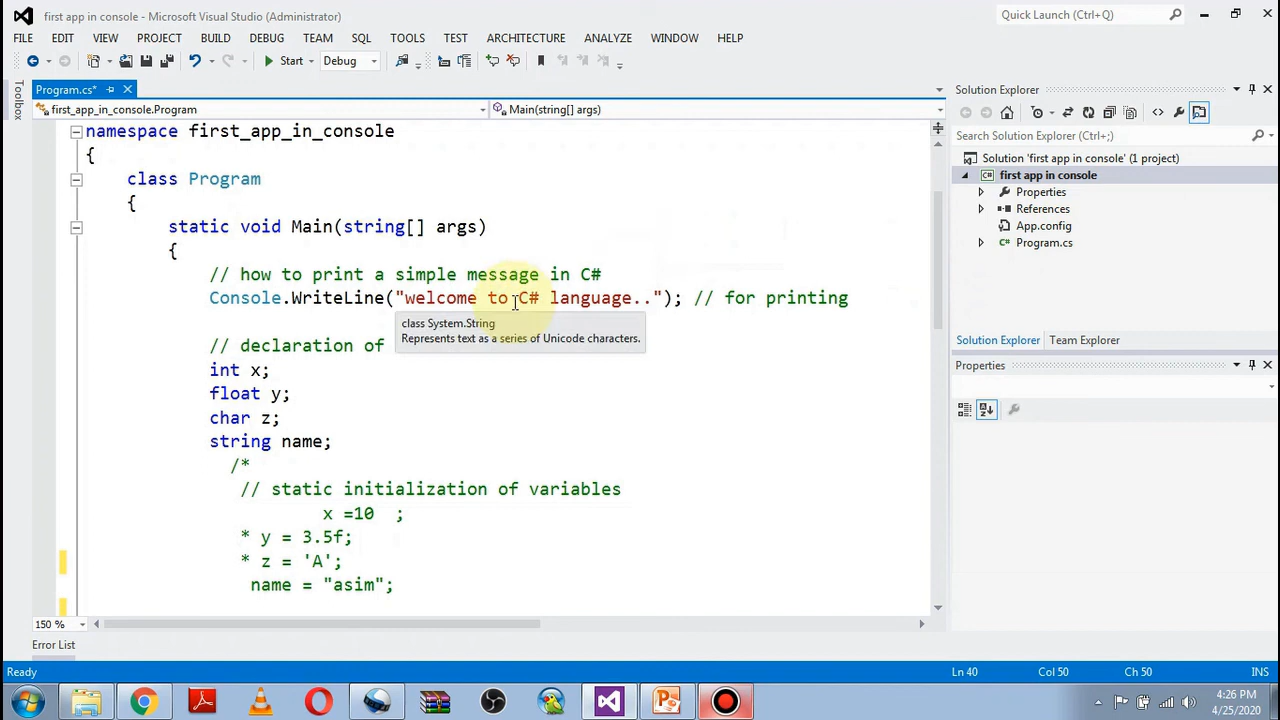 first app in console - Microsoft Visual Studio (Administrator)
Quick Launch (Ctrl+Q)
FILE EDIT VIEW PROJECT BUILD DEBUG TEAM SQL TOOLS TEST ARCHITECTURE ANALYZE WINDOW HELP
Start Debug
Toolbox
Program.cs*
first_app_in_console.Program
Main(string[] args)
namespace first_app_in_console
{
class Program
{
static void Main(string[] args)
{
// how to print a simple message in C#
Console.WriteLine("welcome to C# language.."); // for printing
class System.String
Represents text as a series of Unicode characters.
// declaration of
int x;
float y;
char z;
string name;
/*
// static initialization of variables
x =10 ;
* y = 3.5f;
* z = 'A';
name = "asim";
150 %
Error List
Solution Explorer
Search Solution Explorer (Ctrl+;)
Solution 'first app in console' (1 project)
C# first app in console
Properties
References
App.config
C# Program.cs
Solution Explorer Team Explorer
Properties
Ready
Ln 40 Col 50 Ch 50 INS
4:26 PM
4/25/2020